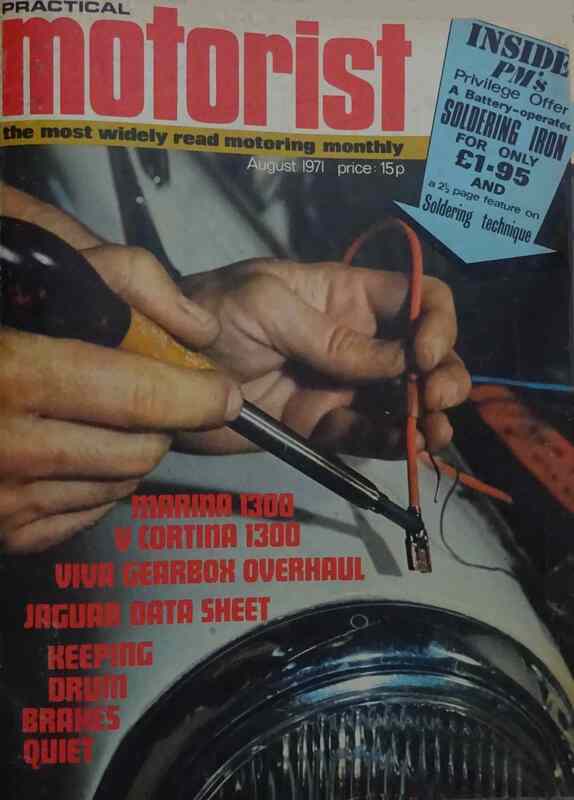 PRACTICAL
motorist
the most widely read motoring monthly
August 1971 price: 15p
INSIDE
PM's
Privilege Offer
A Battery-operated
SOLDERING IRON
FOR ONLY
£1·95
AND
a 2½ page feature on
Soldering technique
MARINA 1300
V CORTINA 1300
VIVA GEARBOX OVERHAUL
JAGUAR DATA SHEET
KEEPING
DRUM
BRAKES
QUIET